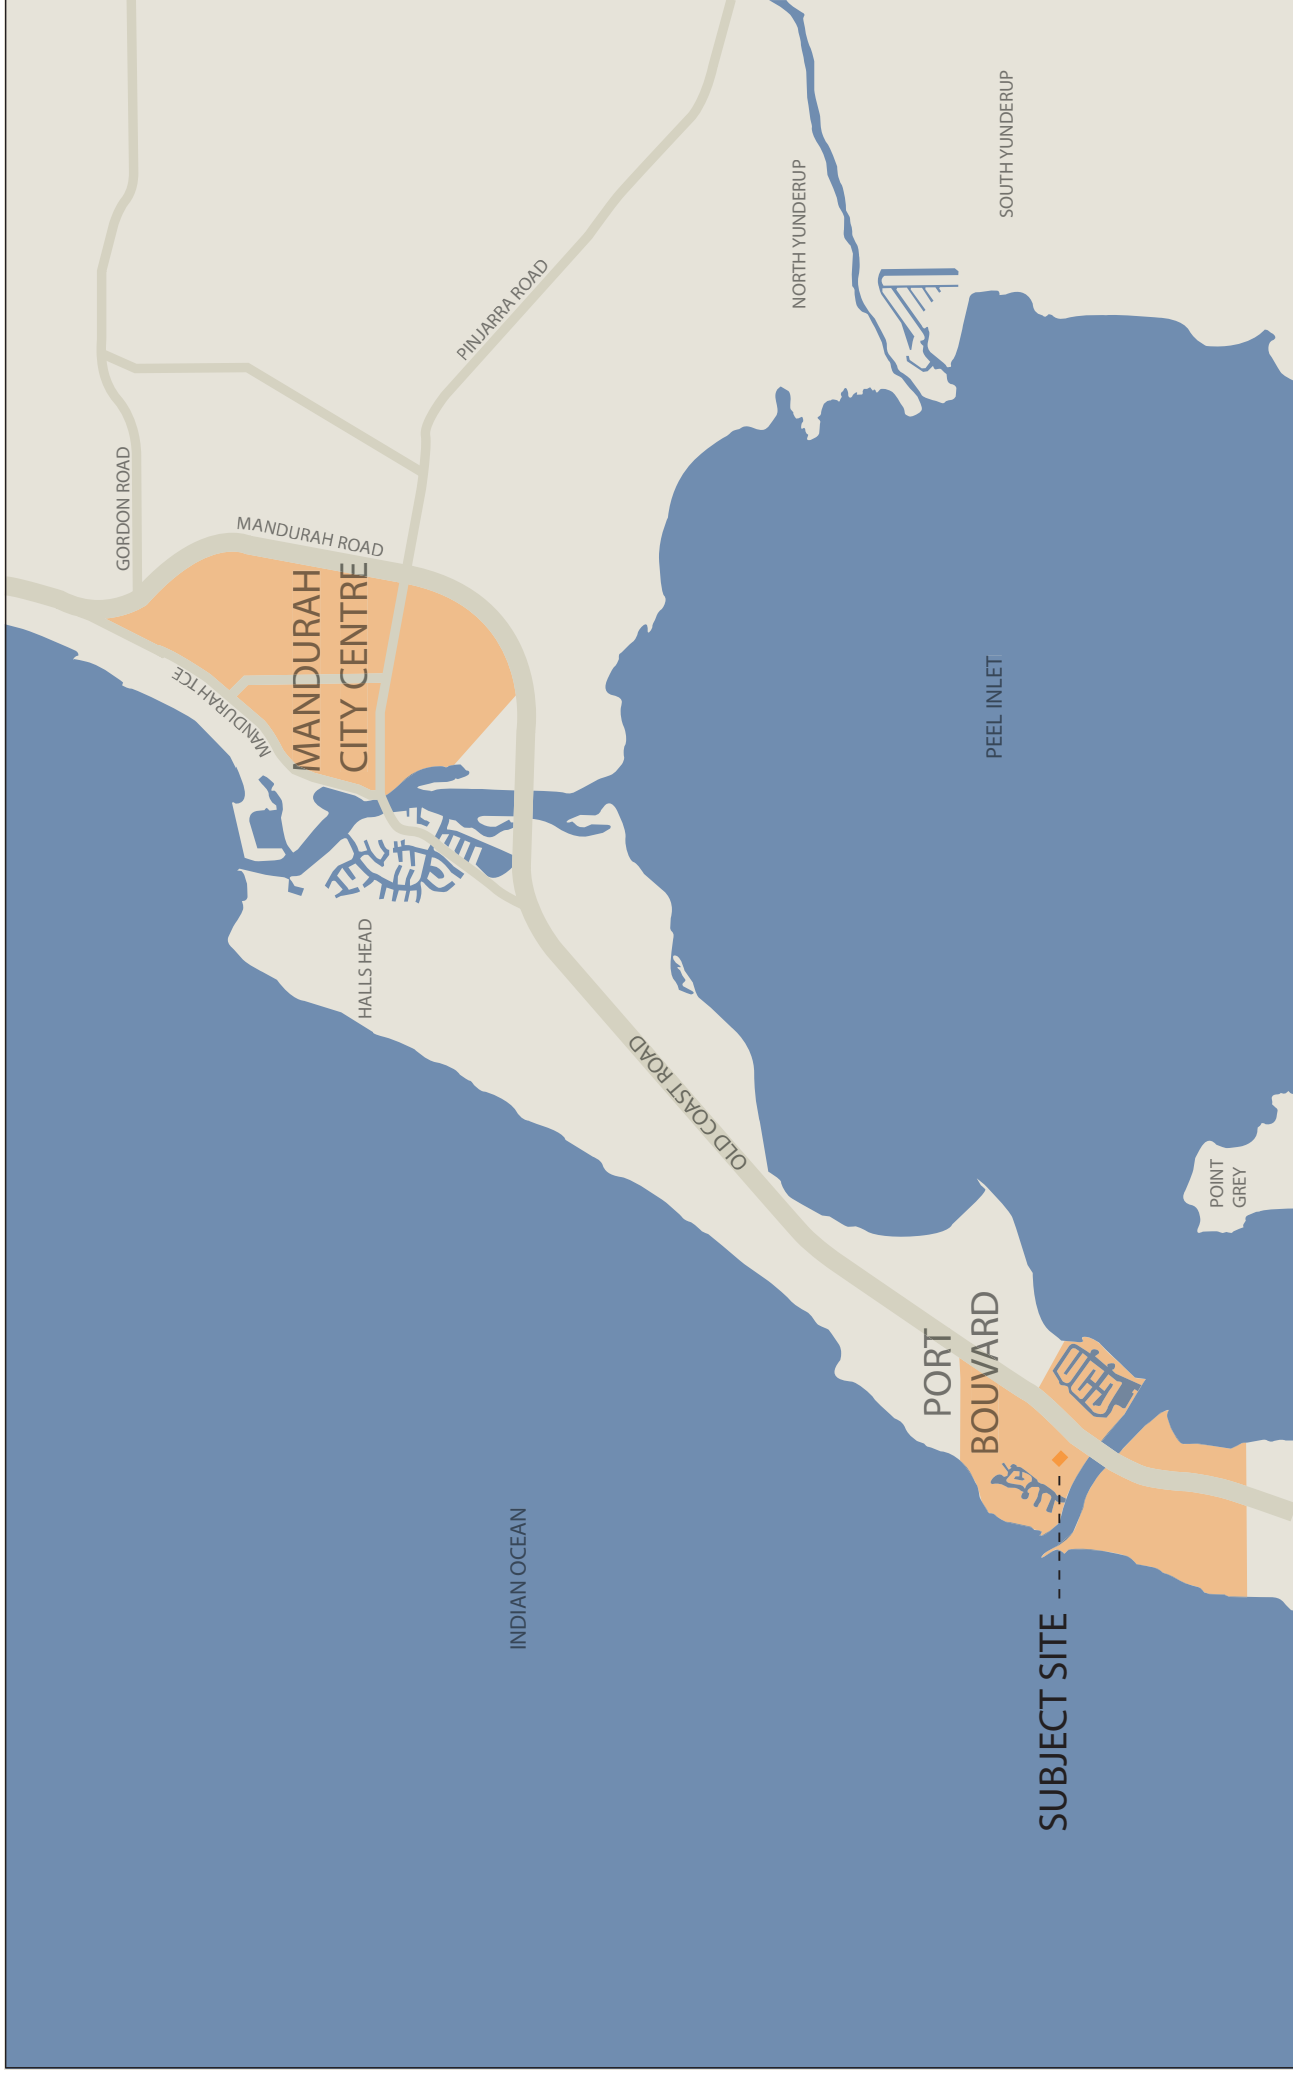 GORDON ROAD
MANDURAH ROAD
MANDURAH TCE
MANDURAH
CITY CENTRE
PINJARRA ROAD
NORTH YUNDERUP
SOUTH YUNDERUP
HALLS HEAD
PEEL INLET
OLD COAST ROAD
POINT
GREY
PORT
BOUVARD
INDIAN OCEAN
SUBJECT SITE